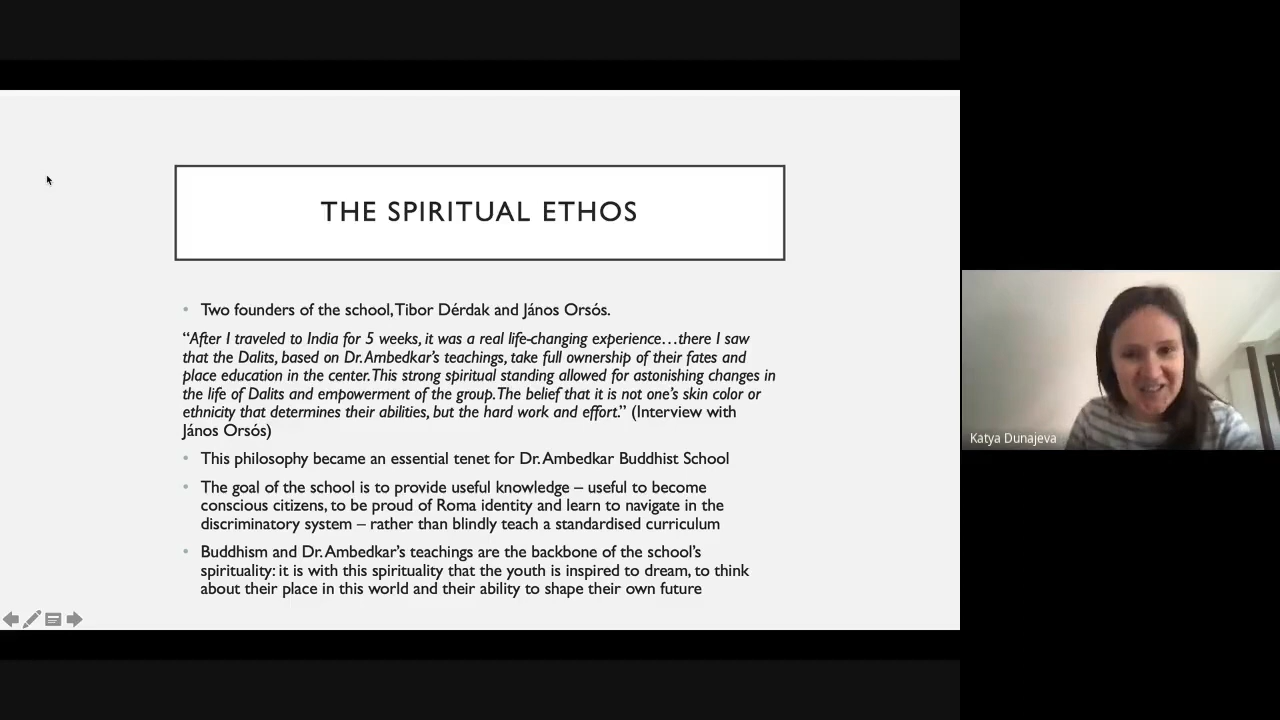 THE SPIRITUAL ETHOS
• Two founders of the school, Tibor Dérdak and János Orsós.
“After I traveled to India for 5 weeks, it was a real life-changing experience…there I saw
that the Dalits, based on Dr. Ambedkar’s teachings, take full ownership of their fates and
place education in the center. This strong spiritual standing allowed for astonishing changes in
the life of Dalits and empowerment of the group. The belief that it is not one’s skin color or
ethnicity that determines their abilities, but the hard work and effort.” (Interview with
János Orsós)
• This philosophy became an essential tenet for Dr. Ambedkar Buddhist School
• The goal of the school is to provide useful knowledge – useful to become
conscious citizens, to be proud of Roma identity and learn to navigate in the
discriminatory system – rather than blindly teach a standardised curriculum
• Buddhism and Dr. Ambedkar’s teachings are the backbone of the school’s
spirituality: it is with this spirituality that the youth is inspired to dream, to think
about their place in this world and their ability to shape their own future
Katya Dunajeva